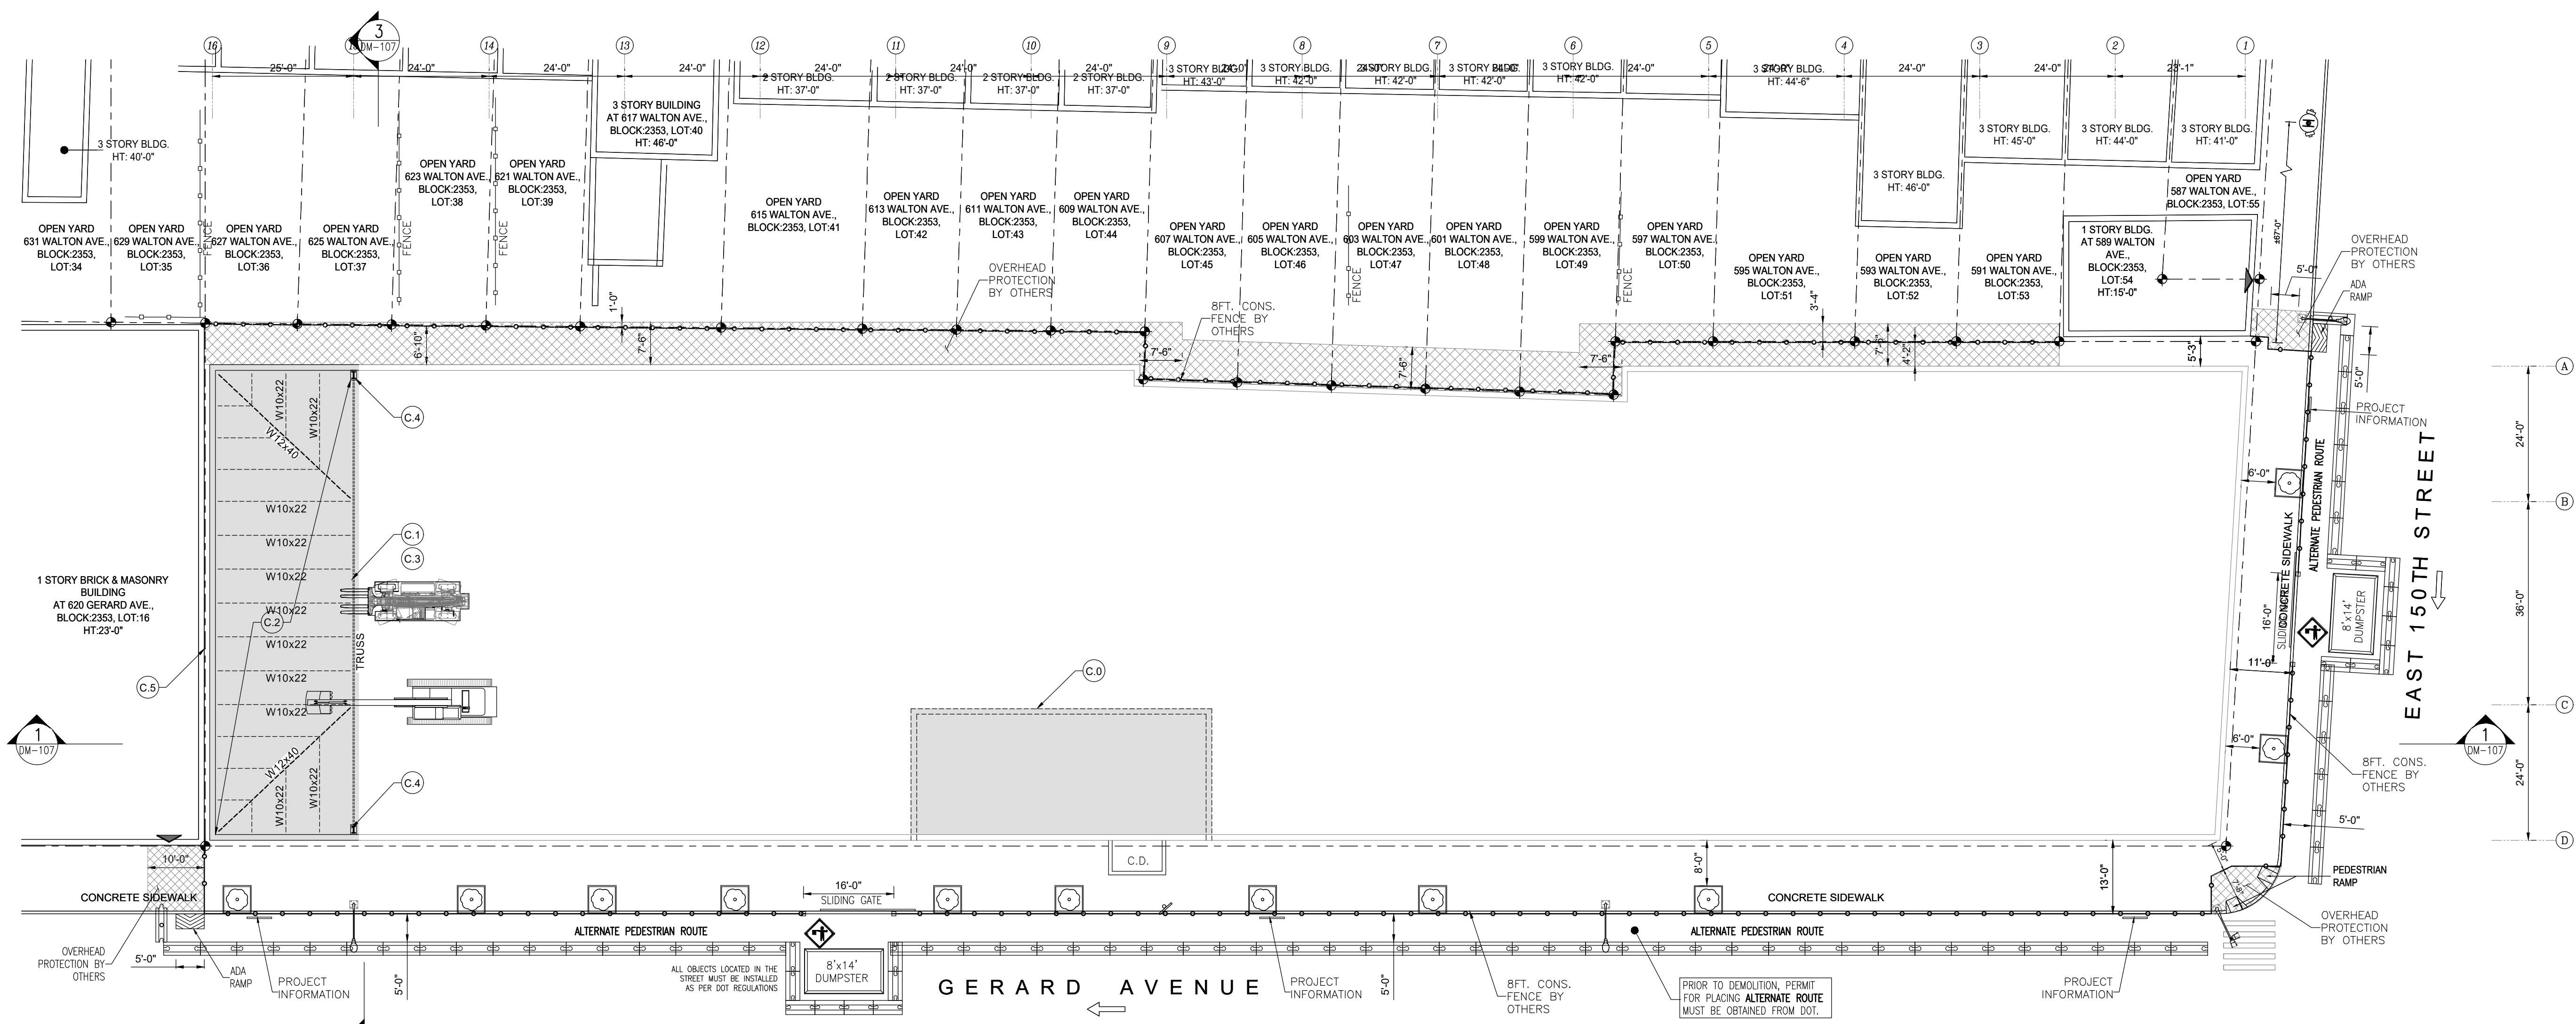 16
15
14
13
12
11
10
9
8
7
6
5
4
3
2
1
3
DM-107
25'-0"
24'-0"
24'-0"
24'-0"
24'-0"
24'-0"
24'-0"
24'-0"
24'-0"
24'-0"
24'-0"
24'-0"
24'-0"
24'-0"
23'-1"
3 STORY BLDG.
HT: 40'-0"
3 STORY BUILDING
AT 617 WALTON AVE.,
BLOCK:2353, LOT:40
HT: 46'-0"
2 STORY BLDG.
HT: 37'-0"
2 STORY BLDG.
HT: 37'-0"
2 STORY BLDG.
HT: 37'-0"
2 STORY BLDG.
HT: 37'-0"
3 STORY BLDG.
HT: 43'-0"
3 STORY BLDG.
HT: 42'-0"
3 STORY BLDG.
HT: 42'-0"
3 STORY BLDG.
HT: 42'-0"
3 STORY BLDG.
HT: 42'-0"
3 STORY BLDG.
HT: 44'-6"
3 STORY BLDG.
HT: 46'-0"
3 STORY BLDG.
HT: 45'-0"
3 STORY BLDG.
HT: 44'-0"
3 STORY BLDG.
HT: 41'-0"
OPEN YARD
631 WALTON AVE.,
BLOCK:2353,
LOT:34
OPEN YARD
629 WALTON AVE.,
BLOCK:2353,
LOT:35
FENCE
OPEN YARD
627 WALTON AVE.,
BLOCK:2353,
LOT:36
OPEN YARD
625 WALTON AVE.,
BLOCK:2353,
LOT:37
FENCE
OPEN YARD
623 WALTON AVE.,
BLOCK:2353,
LOT:38
FENCE
OPEN YARD
621 WALTON AVE.,
BLOCK:2353,
LOT:39
OPEN YARD
615 WALTON AVE.,
BLOCK:2353, LOT:41
OPEN YARD
613 WALTON AVE.,
BLOCK:2353,
LOT:42
OPEN YARD
611 WALTON AVE.,
BLOCK:2353,
LOT:43
OPEN YARD
609 WALTON AVE.,
BLOCK:2353,
LOT:44
OPEN YARD
607 WALTON AVE.,
BLOCK:2353,
LOT:45
OPEN YARD
605 WALTON AVE.,
BLOCK:2353,
LOT:46
FENCE
OPEN YARD
603 WALTON AVE.,
BLOCK:2353,
LOT:47
OPEN YARD
601 WALTON AVE.,
BLOCK:2353,
LOT:48
OPEN YARD
599 WALTON AVE.,
BLOCK:2353,
LOT:49
FENCE
OPEN YARD
597 WALTON AVE.,
BLOCK:2353,
LOT:50
OPEN YARD
595 WALTON AVE.,
BLOCK:2353,
LOT:51
OPEN YARD
593 WALTON AVE.,
BLOCK:2353,
LOT:52
OPEN YARD
591 WALTON AVE.,
BLOCK:2353,
LOT:53
1 STORY BLDG.
AT 589 WALTON
AVE.,
BLOCK:2353,
LOT:54
HT:15'-0"
OPEN YARD
587 WALTON AVE.,
BLOCK:2353, LOT:55
±67'-0"
OVERHEAD
PROTECTION
BY OTHERS
5'-0"
ADA
RAMP
5'-0"
OVERHEAD
PROTECTION
BY OTHERS
8FT. CONS.
FENCE BY
OTHERS
1'-0"
6'-10"
7'-6"
7'-6"
7'-6"
7'-6"
3'-4"
7'-6"
4'-2"
5'-3"
PROJECT
INFORMATION
A
B
C
D
24'-0"
36'-0"
24'-0"
W10x22
W10x22
W12x40
W10x22
W10x22
W10x22
W10x22
W10x22
W10x22
W10x22
W12x40
W10x22
W10x22
TRUSS
C.4
C.1
C.3
C.2
C.5
C.4
C.0
1 STORY BRICK & MASONRY
BUILDING
AT 620 GERARD AVE.,
BLOCK:2353, LOT:16
HT:23'-0"
1
DM-107
1
DM-107
EAST 150TH STREET
ALTERNATE PEDESTRIAN ROUTE
CONCRETE SIDEWALK
SLIDING
6'-0"
16'-0"
11'-0"
6'-0"
8'x14'
DUMPSTER
8FT. CONS.
FENCE BY
OTHERS
5'-0"
PEDESTRIAN
RAMP
OVERHEAD
PROTECTION
BY OTHERS
5'-0"
7'-8"
10'-0"
CONCRETE SIDEWALK
OVERHEAD
PROTECTION BY
OTHERS
5'-0"
ADA
RAMP
PROJECT
INFORMATION
5'-0"
ALTERNATE PEDESTRIAN ROUTE
16'-0"
SLIDING GATE
C.D.
8'-0"
13'-0"
CONCRETE SIDEWALK
ALTERNATE PEDESTRIAN ROUTE
ALL OBJECTS LOCATED IN THE
STREET MUST BE INSTALLED
AS PER DOT REGULATIONS
8'x14'
DUMPSTER
GERARD AVENUE
PROJECT
INFORMATION
5'-0"
8FT. CONS.
FENCE BY
OTHERS
PRIOR TO DEMOLITION, PERMIT
FOR PLACING ALTERNATE ROUTE
MUST BE OBTAINED FROM DOT.
PROJECT
INFORMATION